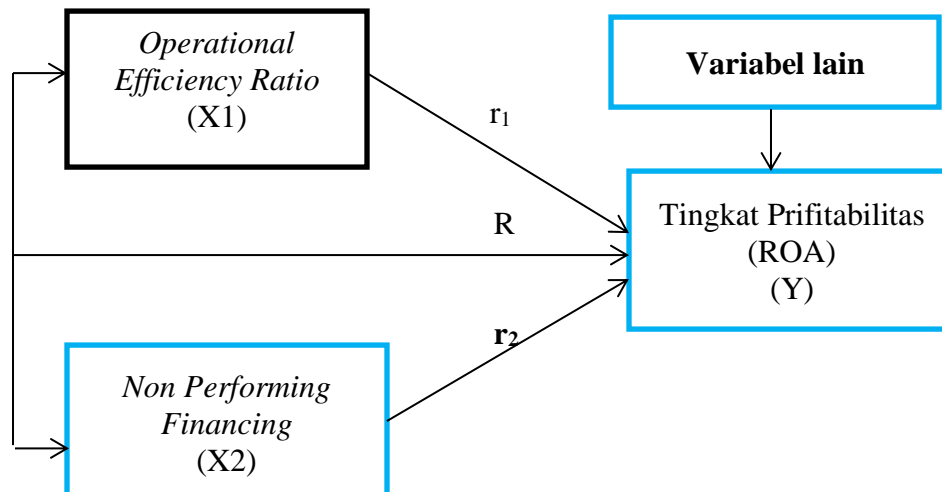 Operational
Efficiency Ratio
(X1)
Variabel lain
r₁
Tingkat Prifitabilitas
(ROA)
(Y)
R
r₂
Non Performing
Financing
(X2)